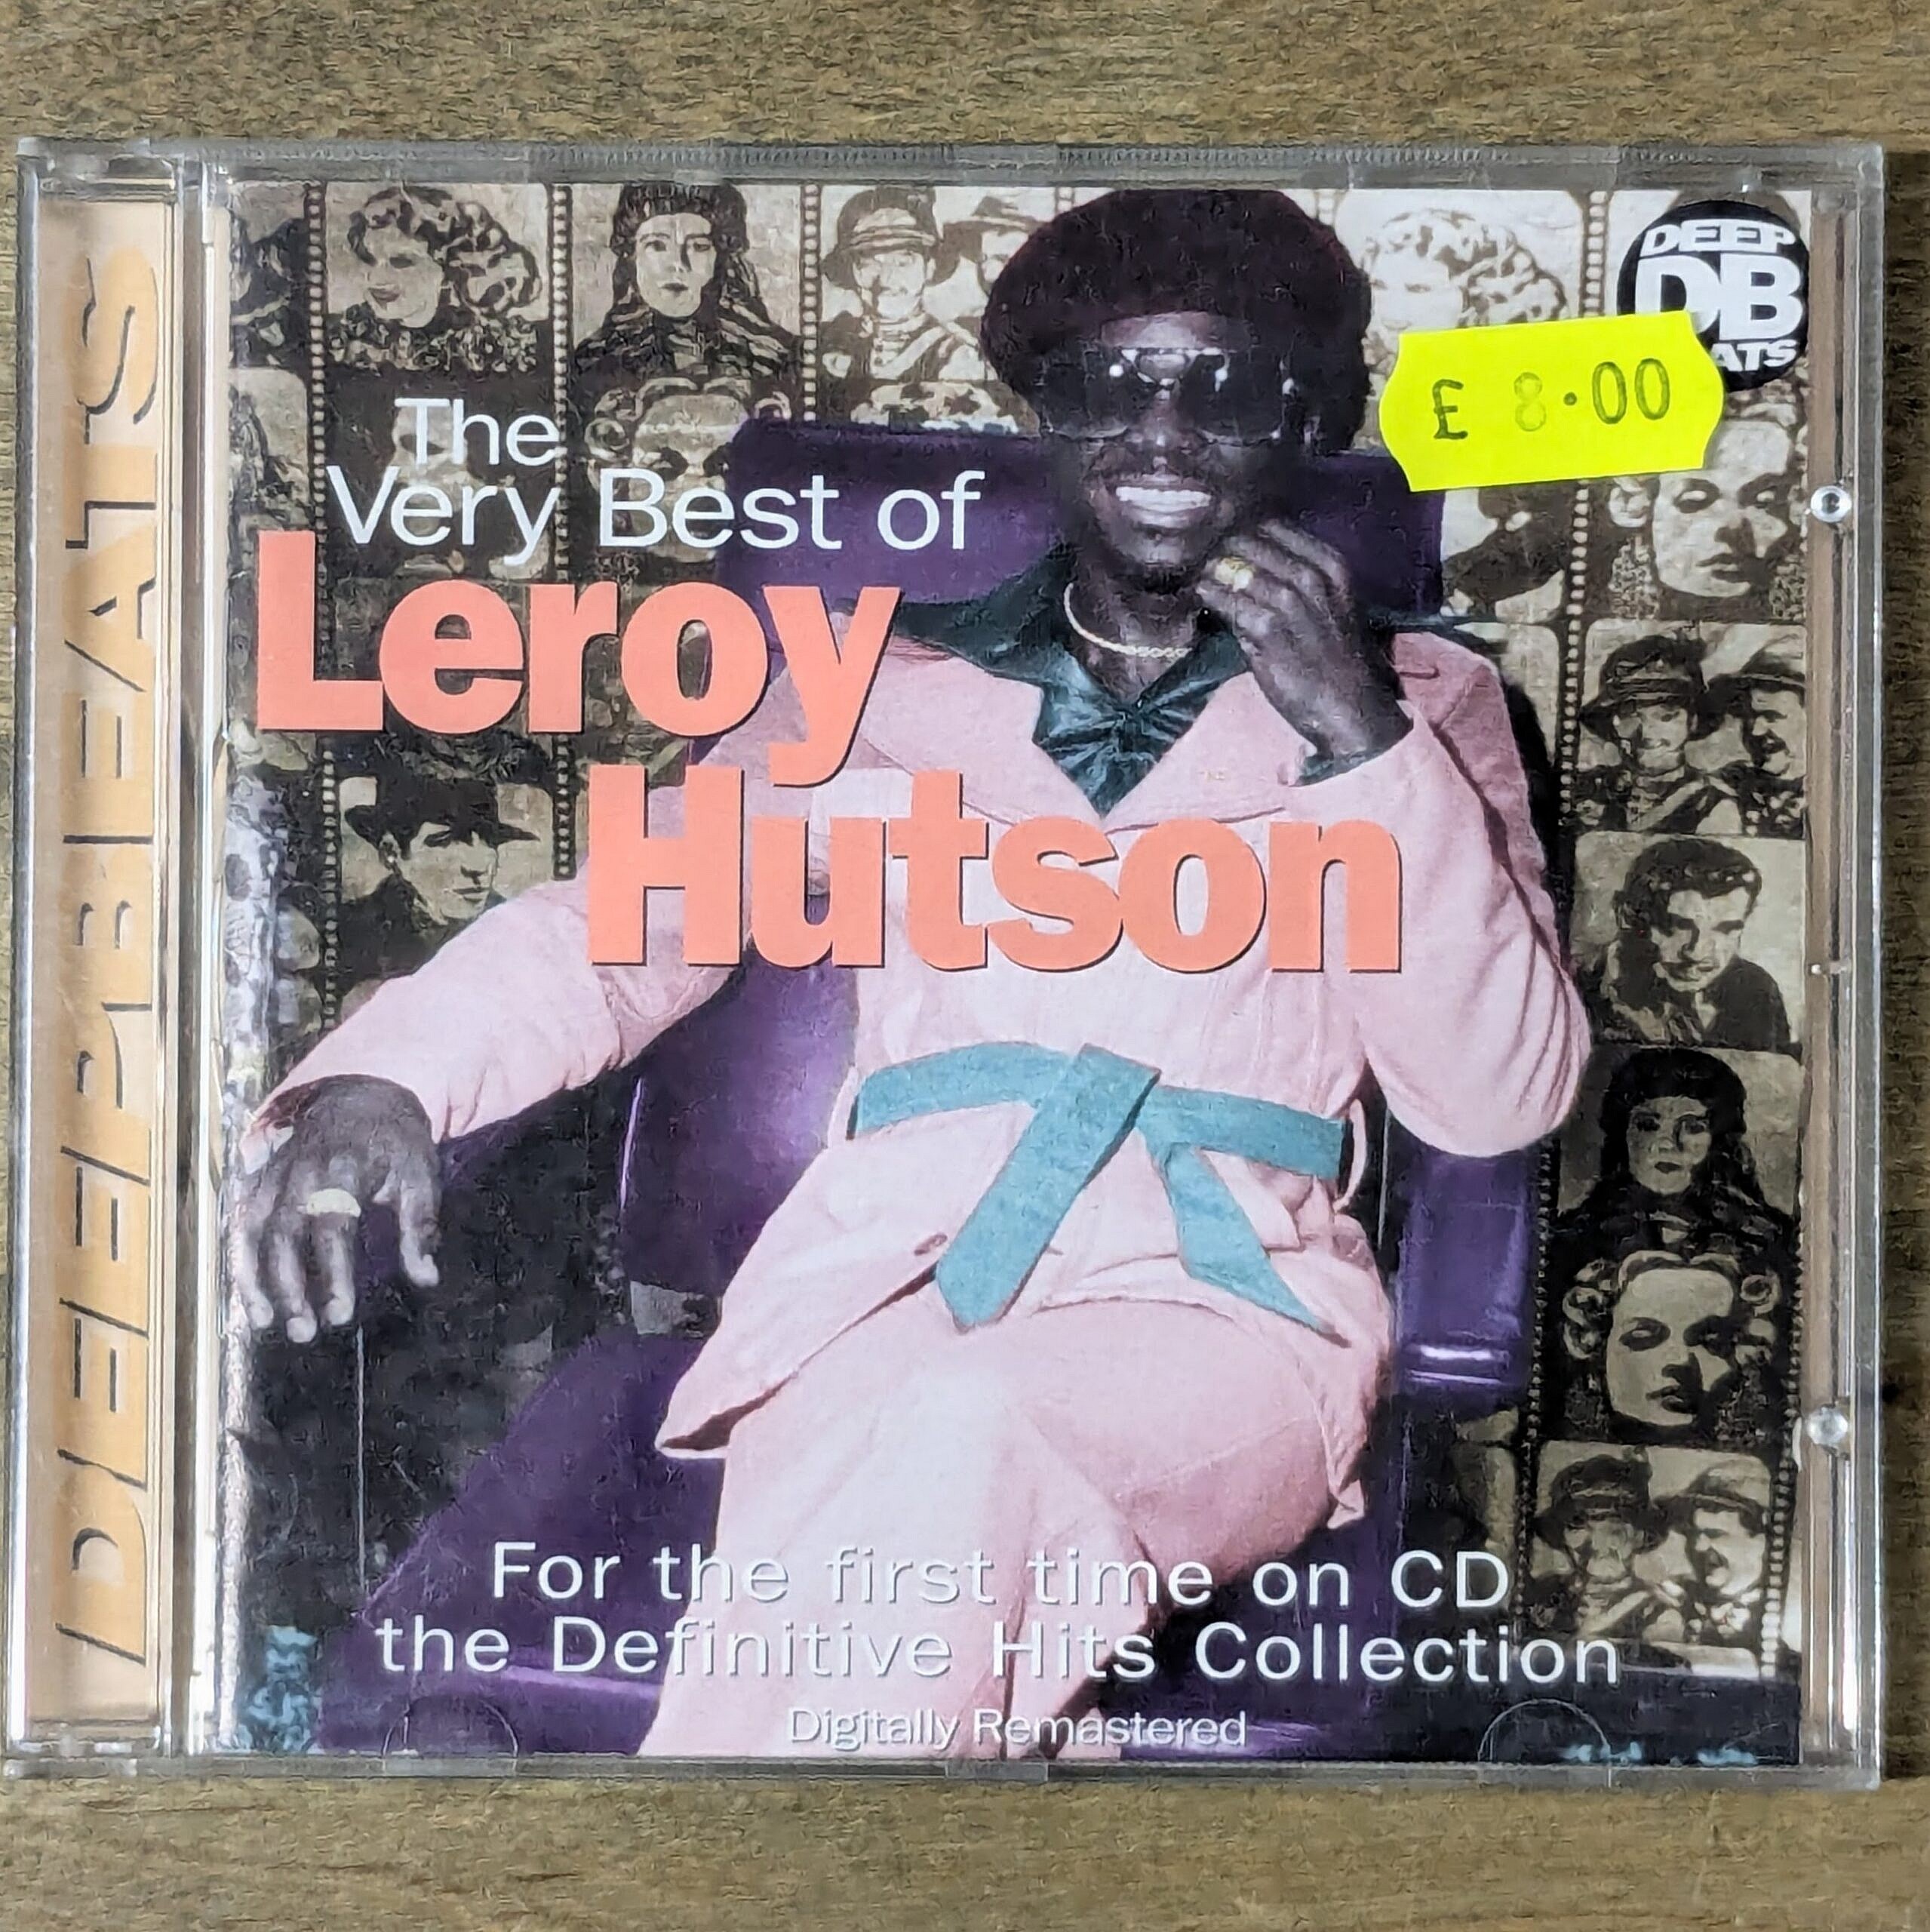 DEEP BEATS
DEEP
DB
£ 8.00
The
Very Best of
Leroy
Hutson
For the first time on CD
the Definitive Hits Collection
Digitally Remastered